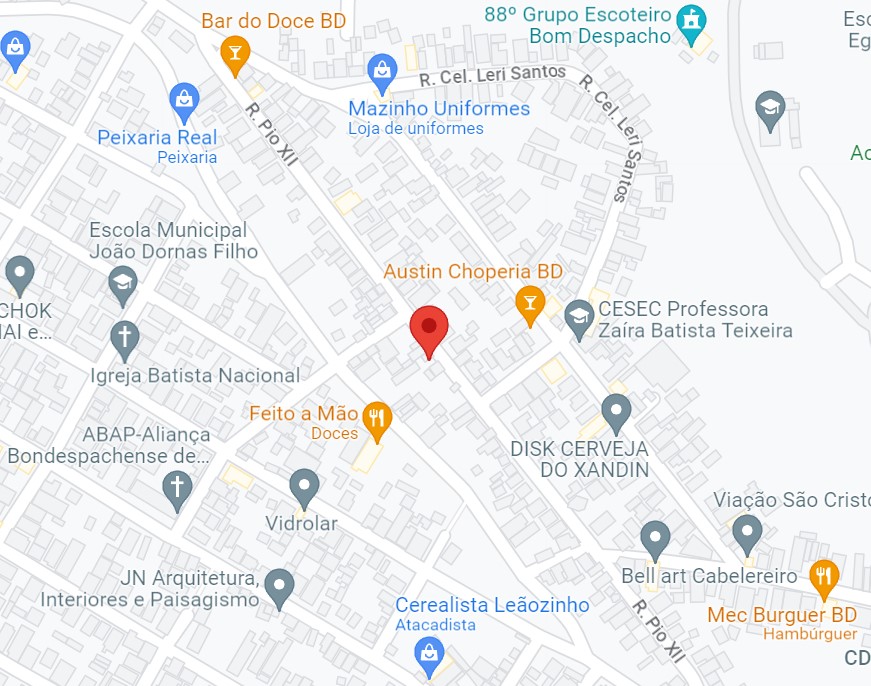 Bar do Doce BD
88º Grupo Escoteiro
Bom Despacho
Esc
Eg
R. Cel. Leri Santos
R. Cel. Leri Santos
Mazinho Uniformes
Loja de uniformes
R. Pio XII
Peixaria Real
Peixaria
Ac
Escola Municipal
João Dornas Filho
Austin Choperia BD
CHOK
IAI e...
CESEC Professora
Zaíra Batista Teixeira
Igreja Batista Nacional
Feito a Mão
Doces
ABAP-Aliança
Bondespachense de...
DISK CERVEJA
DO XANDIN
Viação São Cristo
Vidrolar
JN Arquitetura,
Interiores e Paisagismo
Bell art Cabelereiro
Cerealista Leãozinho
Atacadista
R. Pio XII
Mec Burguer BD
Hambúrguer
CD